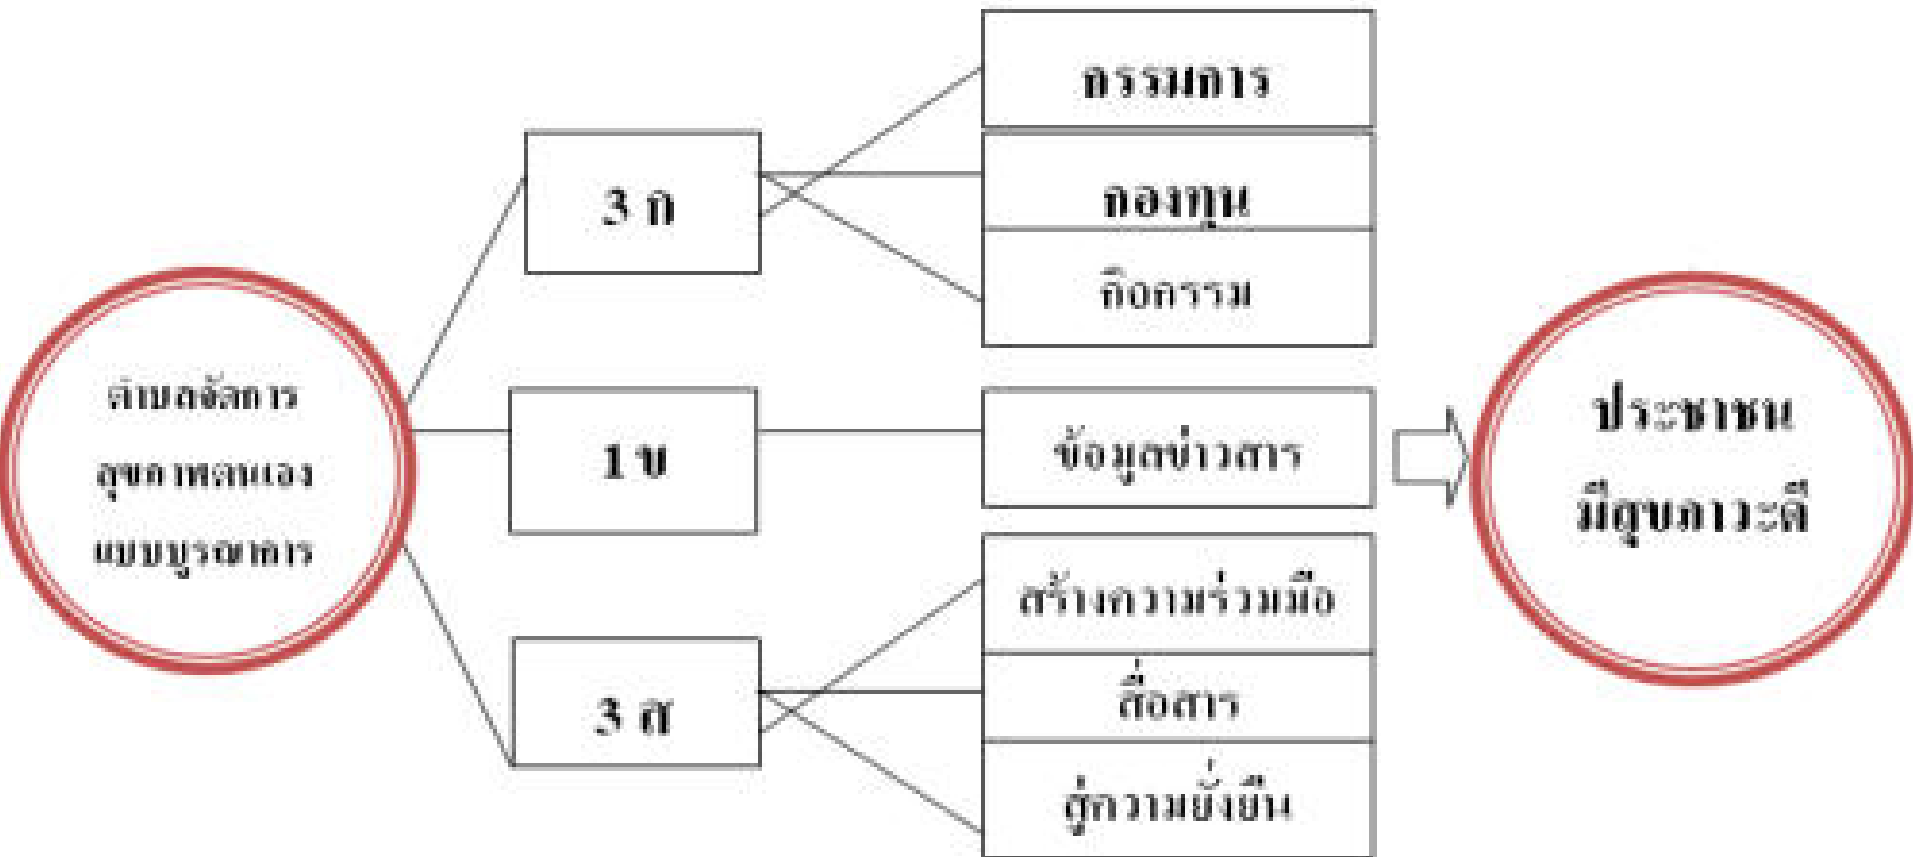 ตำบลจัดการ
สุขภาพตนเอง
แบบบูรณาการ
3 ก
กรรมการ
กองทุน
กิจกรรม
1 ข
ข้อมูลข่าวสาร
3 ส
สร้างความร่วมมือ
สื่อสาร
สู่ความยั่งยืน
ประชาชน
มีสุขภาวะดี